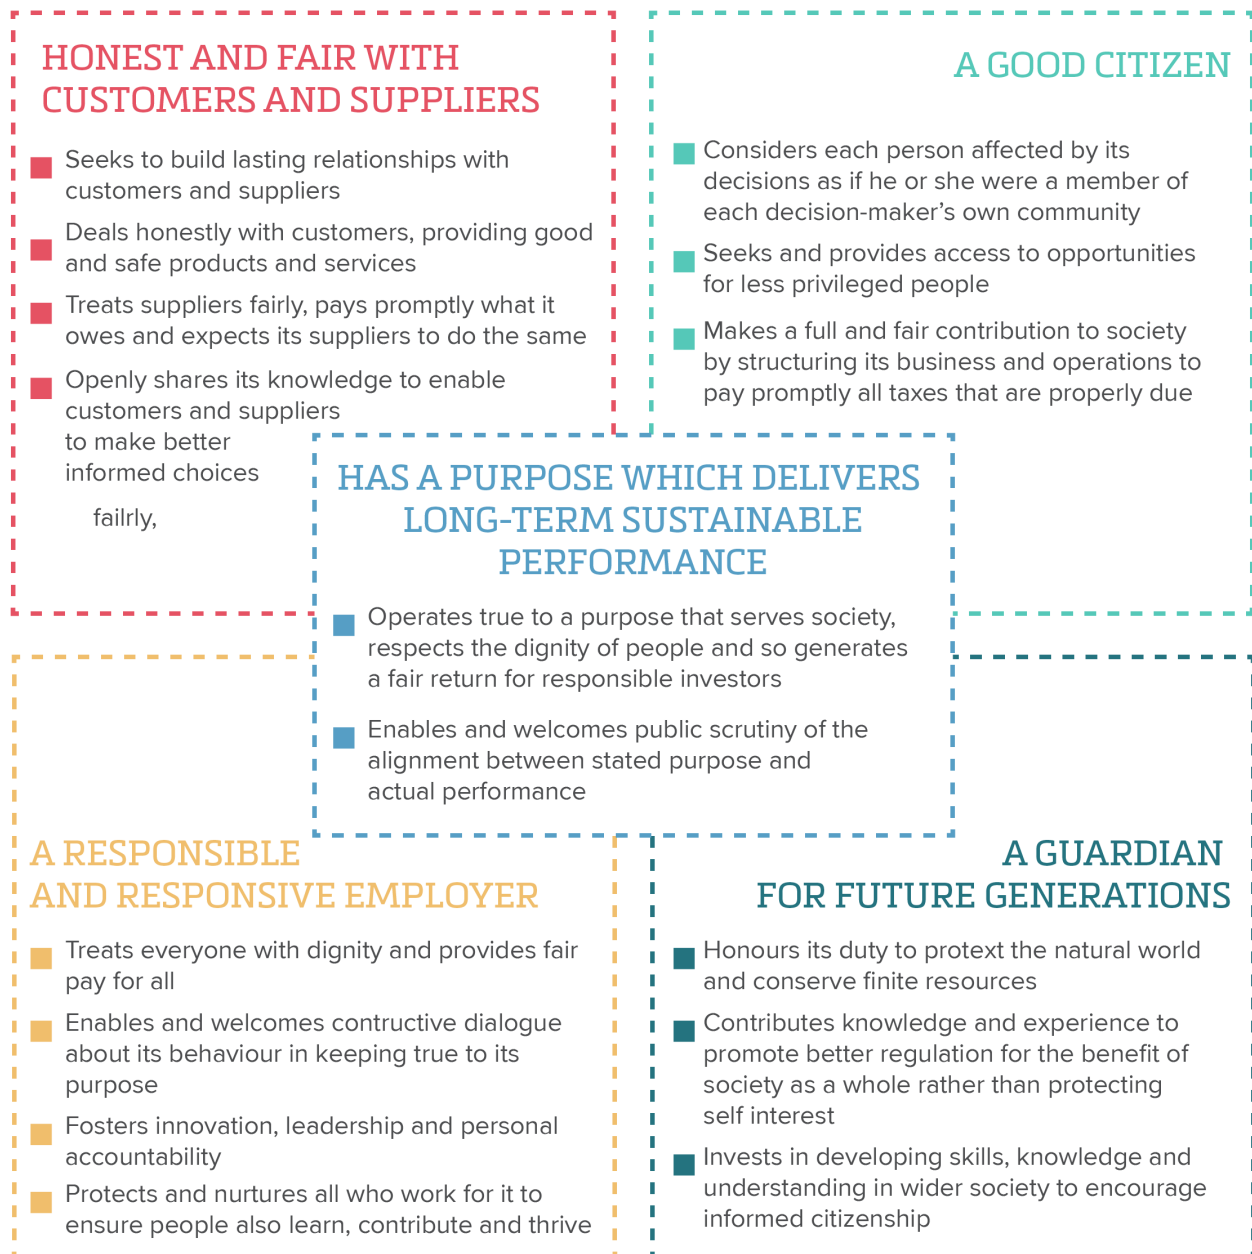 HONEST AND FAIR WITH
CUSTOMERS AND SUPPLIERS
Seeks to build lasting relationships with
customers and suppliers
Deals honestly with customers, providing good
and safe products and services
Treats suppliers fairly, pays promptly what it
owes and expects its suppliers to do the same
Openly shares its knowledge to enable
customers and suppliers
to make better
informed choices
failrly,
A GOOD CITIZEN
Considers each person affected by its
decisions as if he or she were a member of
each decision-maker’s own community
Seeks and provides access to opportunities
for less privileged people
Makes a full and fair contribution to society
by structuring its business and operations to
pay promptly all taxes that are properly due
HAS A PURPOSE WHICH DELIVERS
LONG-TERM SUSTAINABLE
PERFORMANCE
Operates true to a purpose that serves society,
respects the dignity of people and so generates
a fair return for responsible investors
Enables and welcomes public scrutiny of the
alignment between stated purpose and
actual performance
A RESPONSIBLE
AND RESPONSIVE EMPLOYER
Treats everyone with dignity and provides fair
pay for all
Enables and welcomes contructive dialogue
about its behaviour in keeping true to its
purpose
Fosters innovation, leadership and personal
accountability
Protects and nurtures all who work for it to
ensure people also learn, contribute and thrive
A GUARDIAN
FOR FUTURE GENERATIONS
Honours its duty to protext the natural world
and conserve finite resources
Contributes knowledge and experience to
promote better regulation for the benefit of
society as a whole rather than protecting
self interest
Invests in developing skills, knowledge and
understanding in wider society to encourage
informed citizenship